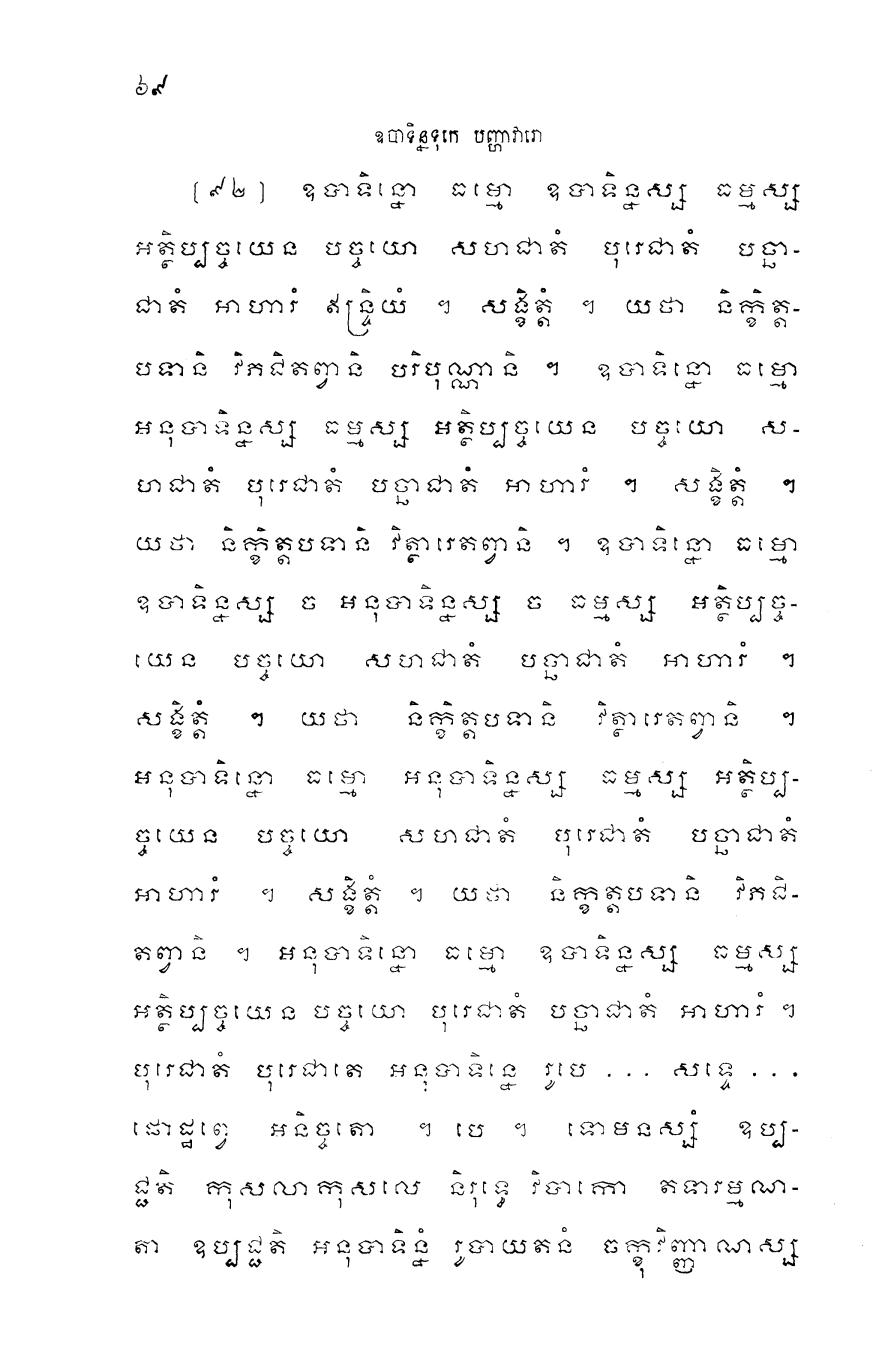 ៦៩
ឧបាទិន្នទុកេ បញ្ហាវារោ
[៩២] ឧបាទិន្នោ ធម្មោ ឧបាទិន្នស្ស ធម្មស្ស
អត្ថិប្បច្ចយេន បច្ចយោ សហជាតំ បុរេជាតំ បច្ឆា-
ជាតំ អាហារំ ឥន្ទ្រិយំ ។ សង្ខិត្តំ ។ យថា និក្ខិត្ត-
បទានិ វិភជិតព្វានិ បរិបុណ្ណានិ ។ ឧបាទិន្នោ ធម្មោ
អនុបាទិន្នស្ស ធម្មស្ស អត្ថិប្បច្ចយេន បច្ចយោ ស-
ហជាតំ បុរេជាតំ បច្ឆាជាតំ អាហារំ ។ សង្ខិត្តំ ។
យថា និក្ខិត្តបទានិ វិត្ថារេតព្វានិ ។ ឧបាទិន្នោ ធម្មោ
ឧបាទិន្នស្ស ច អនុបាទិន្នស្ស ច ធម្មស្ស អត្ថិប្បច្ច-
យេន បច្ចយោ សហជាតំ បច្ឆាជាតំ អាហារំ ។
សង្ខិត្តំ ។ យថា និក្ខិត្តបទានិ វិត្ថារេតព្វានិ ។
អនុបាទិន្នោ ធម្មោ អនុបាទិន្នស្ស ធម្មស្ស អត្ថិប្ប-
ច្ចយេន បច្ចយោ សហជាតំ បុរេជាតំ បច្ឆាជាតំ
អាហារំ ។ សង្ខិត្តំ ។ យថា និក្ខត្តបទានិ វិភជិ-
តព្វានិ ។ អនុបាទិន្នោ ធម្មោ ឧបាទិន្នស្ស ធម្មស្ស
អត្ថិប្បច្ចយេន បច្ចយោ បុរេជាតំ បច្ឆាជាតំ អាហារំ ។
បុរេជាតំ បុរេជាតេ អនុបាទិន្នេ រូបេ ... សទ្ទេ ...
ផោដ្ឋព្វេ អនិច្ចតោ ។ បេ ។ ទោមនស្សំ ឧប្ប-
ជ្ជតិ កុសលាកុសលេ និរុទ្ធេ វិបាកោ តទារម្មណ-
តា ឧប្បជ្ជតិ អនុបាទិន្នំ រូបាយតនំ ចក្ខុវិញ្ញាណស្ស